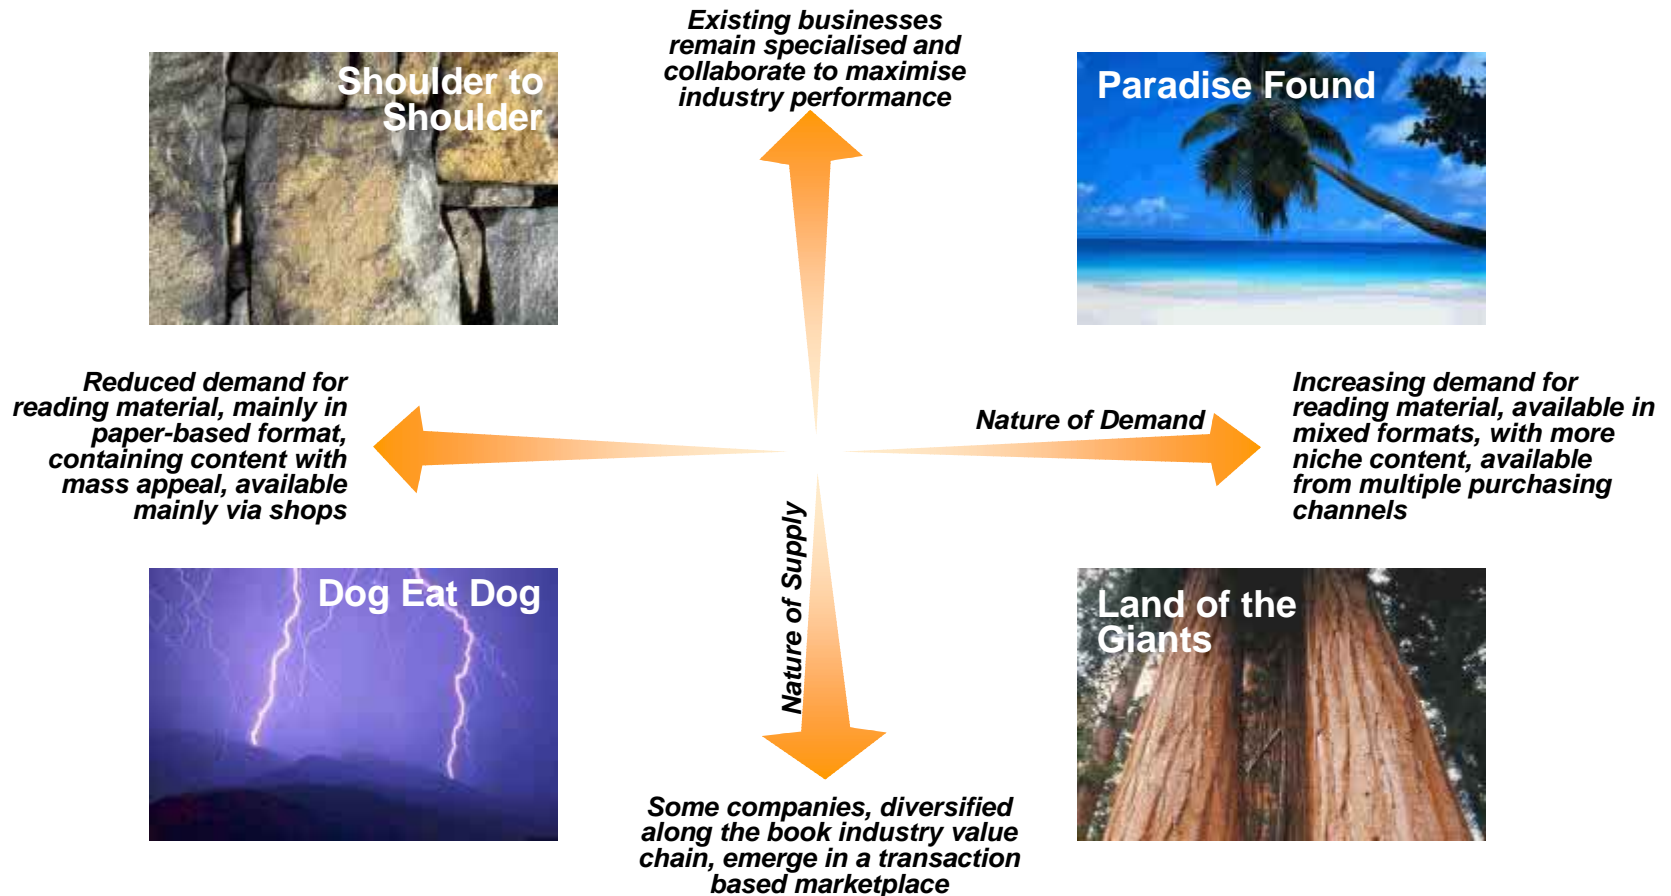 Existing businesses
remain specialised and
collaborate to maximise
industry performance
Shoulder to
Shoulder
Paradise Found
Reduced demand for
reading material, mainly in
paper-based format,
containing content with
mass appeal, available
mainly via shops
Nature of Demand
Increasing demand for
reading material, available in
mixed formats, with more
niche content, available
from multiple purchasing
channels
Nature of Supply
Dog Eat Dog
Land of the
Giants
Some companies, diversified
along the book industry value
chain, emerge in a transaction
based marketplace